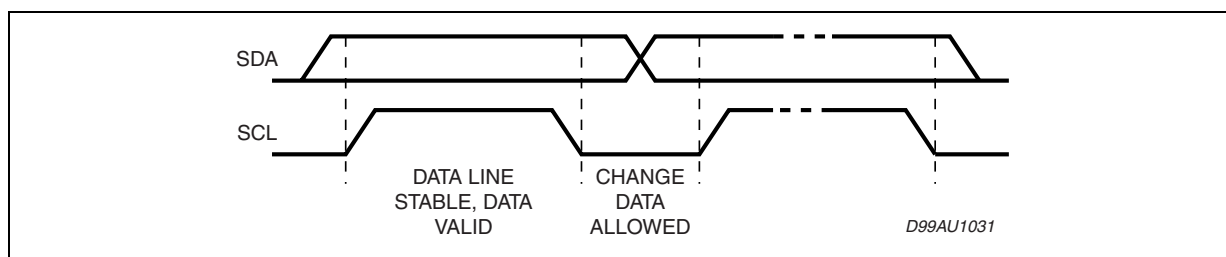 SDA
SCL
DATA LINE
STABLE, DATA
VALID
CHANGE
DATA
ALLOWED
D99AU1031